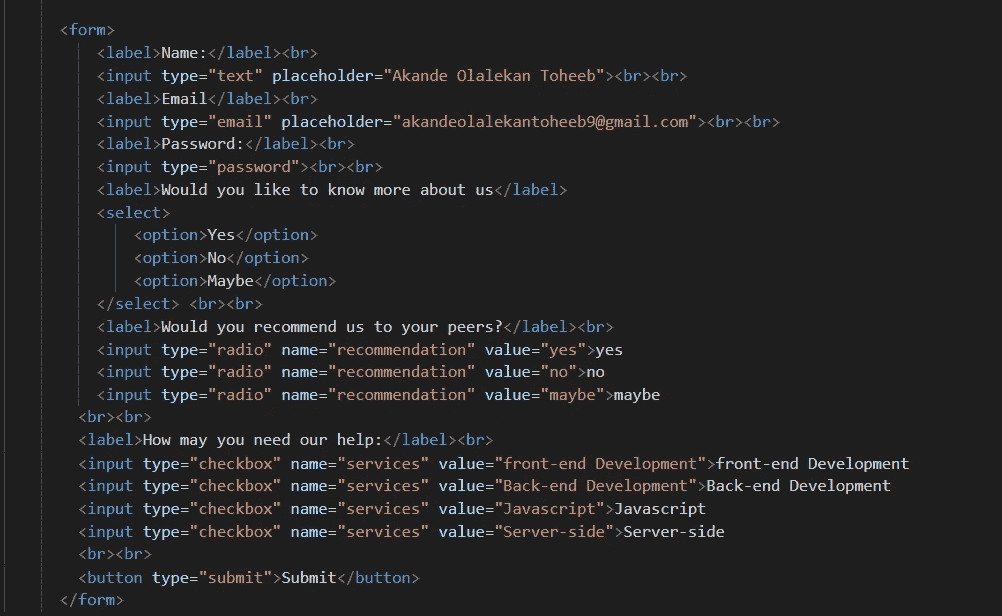 <form>
<label>Name:</label><br>
<input type="text" placeholder="Akande Olalekan Toheeb"><br><br>
<label>Email</label><br>
<input type="email" placeholder="akandeolalekantoheeb9@gmail.com"><br><br>
<label>Password:</label><br>
<input type="password"><br><br>
<label>Would you like to know more about us</label>
<select>
<option>Yes</option>
<option>No</option>
<option>Maybe</option>
</select> <br><br>
<label>Would you recommend us to your peers?</label><br>
<input type="radio" name="recommendation" value="yes">yes
<input type="radio" name="recommendation" value="no">no
<input type="radio" name="recommendation" value="maybe">maybe
<br><br>
<label>How may you need our help:</label><br>
<input type="checkbox" name="services" value="front-end Development">front-end Development
<input type="checkbox" name="services" value="Back-end Development">Back-end Development
<input type="checkbox" name="services" value="Javascript">Javascript
<input type="checkbox" name="services" value="Server-side">Server-side
<br><br>
<button type="submit">Submit</button>
</form>